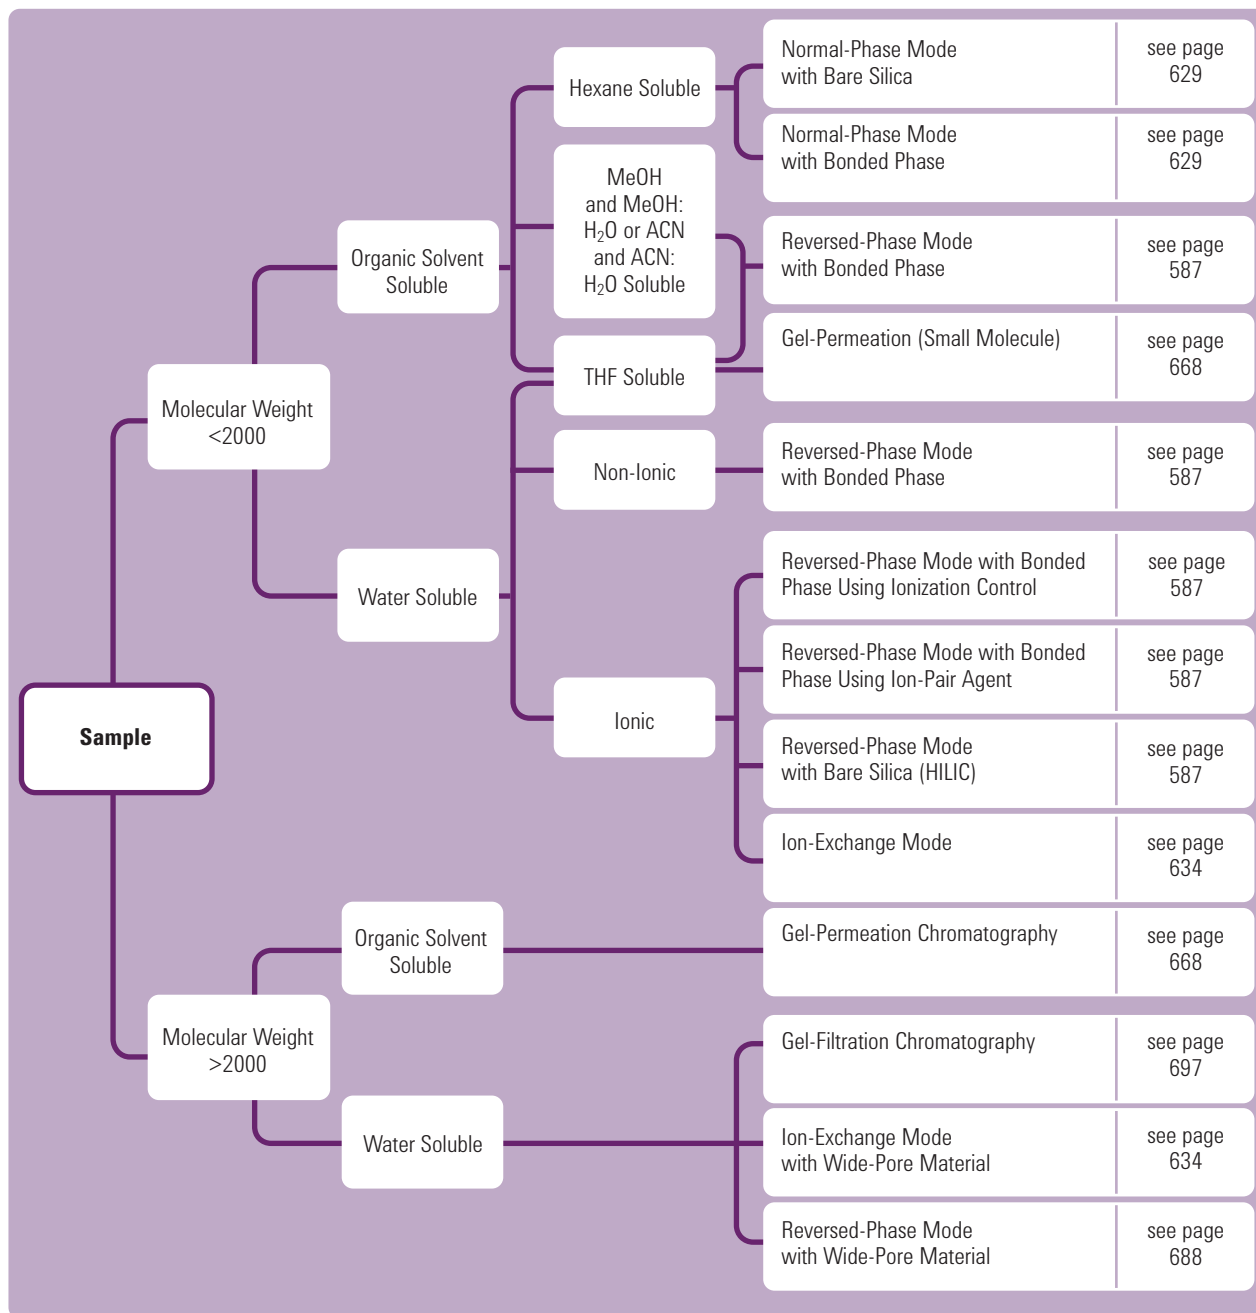 Sample
Molecular Weight
<2000
Organic Solvent
Soluble
Hexane Soluble
Normal-Phase Mode
with Bare Silica
see page
629
Normal-Phase Mode
with Bonded Phase
see page
629
MeOH
and MeOH:
H₂O or ACN
and ACN:
H₂O Soluble
Reversed-Phase Mode
with Bonded Phase
see page
587
THF Soluble
Gel-Permeation (Small Molecule)
see page
668
Water Soluble
Non-Ionic
Reversed-Phase Mode
with Bonded Phase
see page
587
Ionic
Reversed-Phase Mode with Bonded
Phase Using Ionization Control
see page
587
Reversed-Phase Mode with Bonded
Phase Using Ion-Pair Agent
see page
587
Reversed-Phase Mode
with Bare Silica (HILIC)
see page
587
Ion-Exchange Mode
see page
634
Molecular Weight
>2000
Organic Solvent
Soluble
Gel-Permeation Chromatography
see page
668
Water Soluble
Gel-Filtration Chromatography
see page
697
Ion-Exchange Mode
with Wide-Pore Material
see page
634
Reversed-Phase Mode
with Wide-Pore Material
see page
688